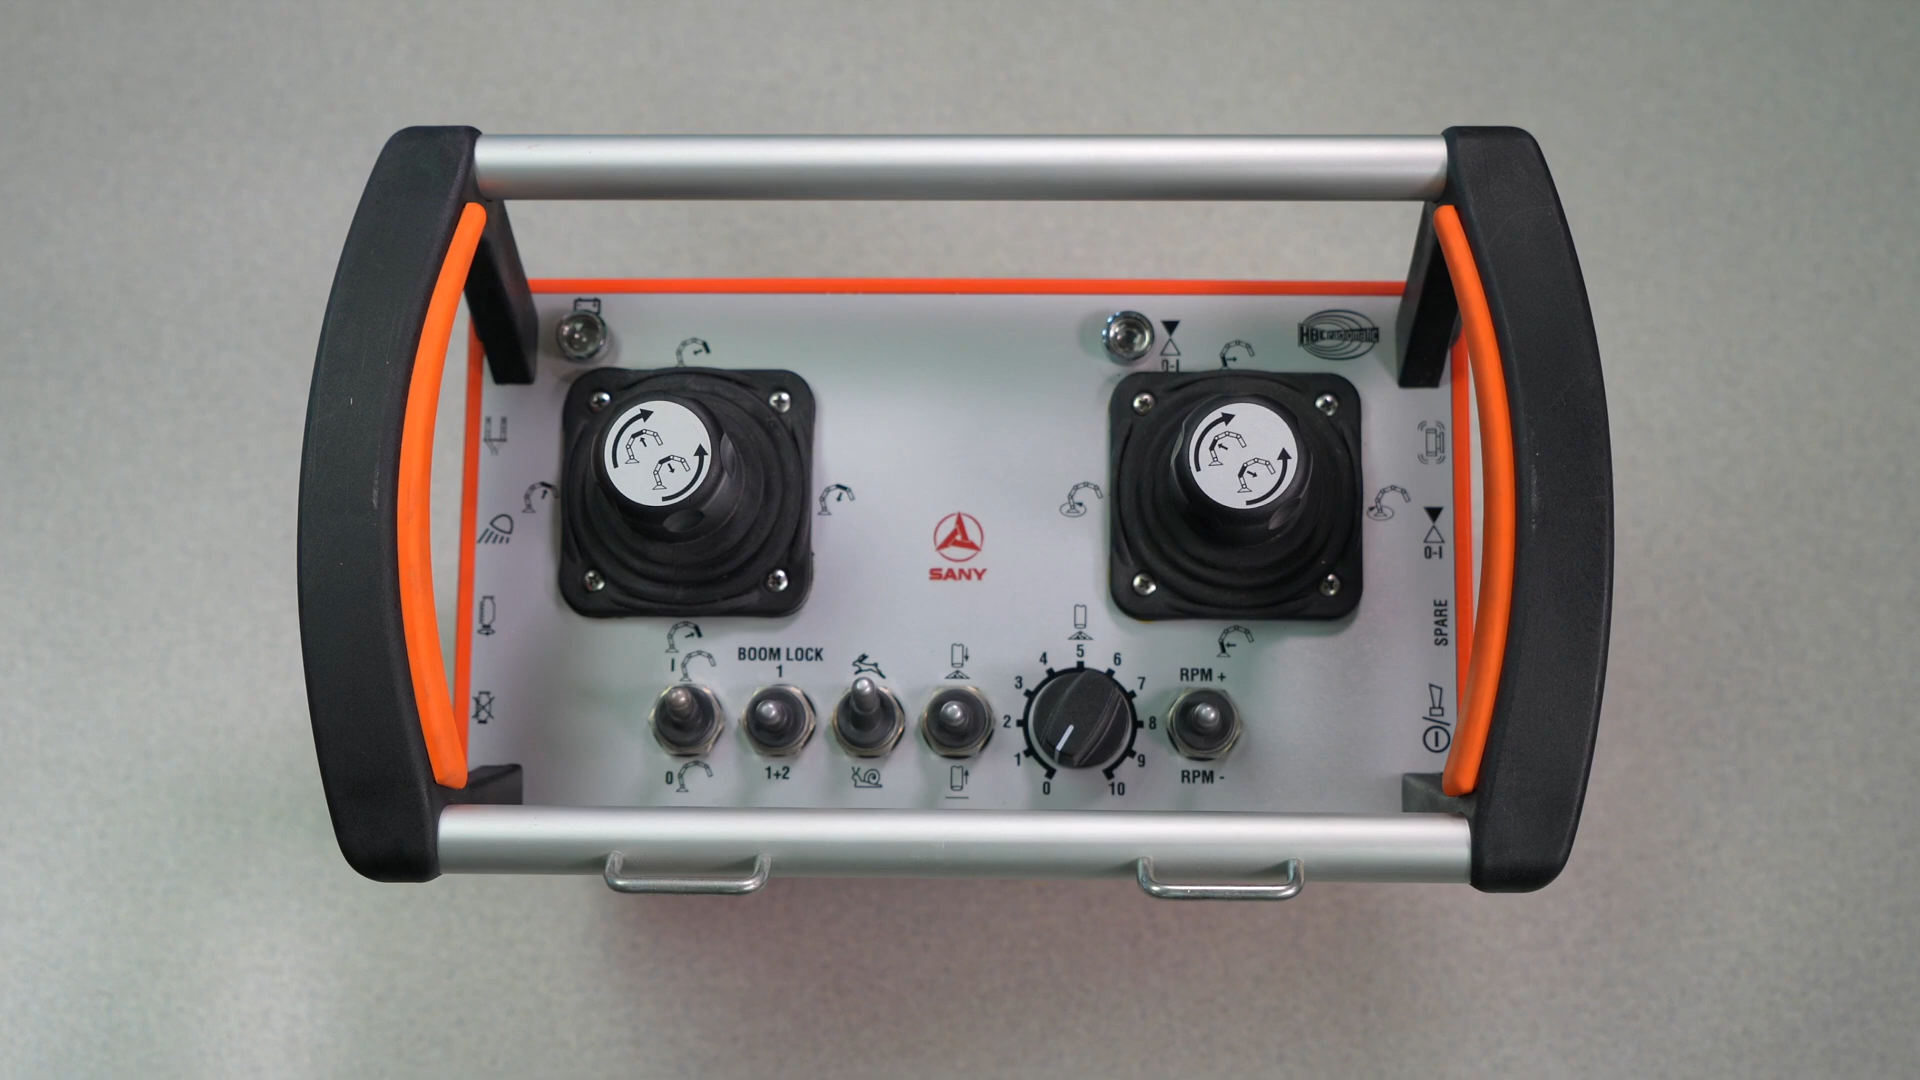 HBC radiomatic
0-I
0-I
SANY
SPARE
I
BOOM LOCK
1
1+2
0
0
1
2
3
4
5
6
7
8
9
10
RPM +
RPM -